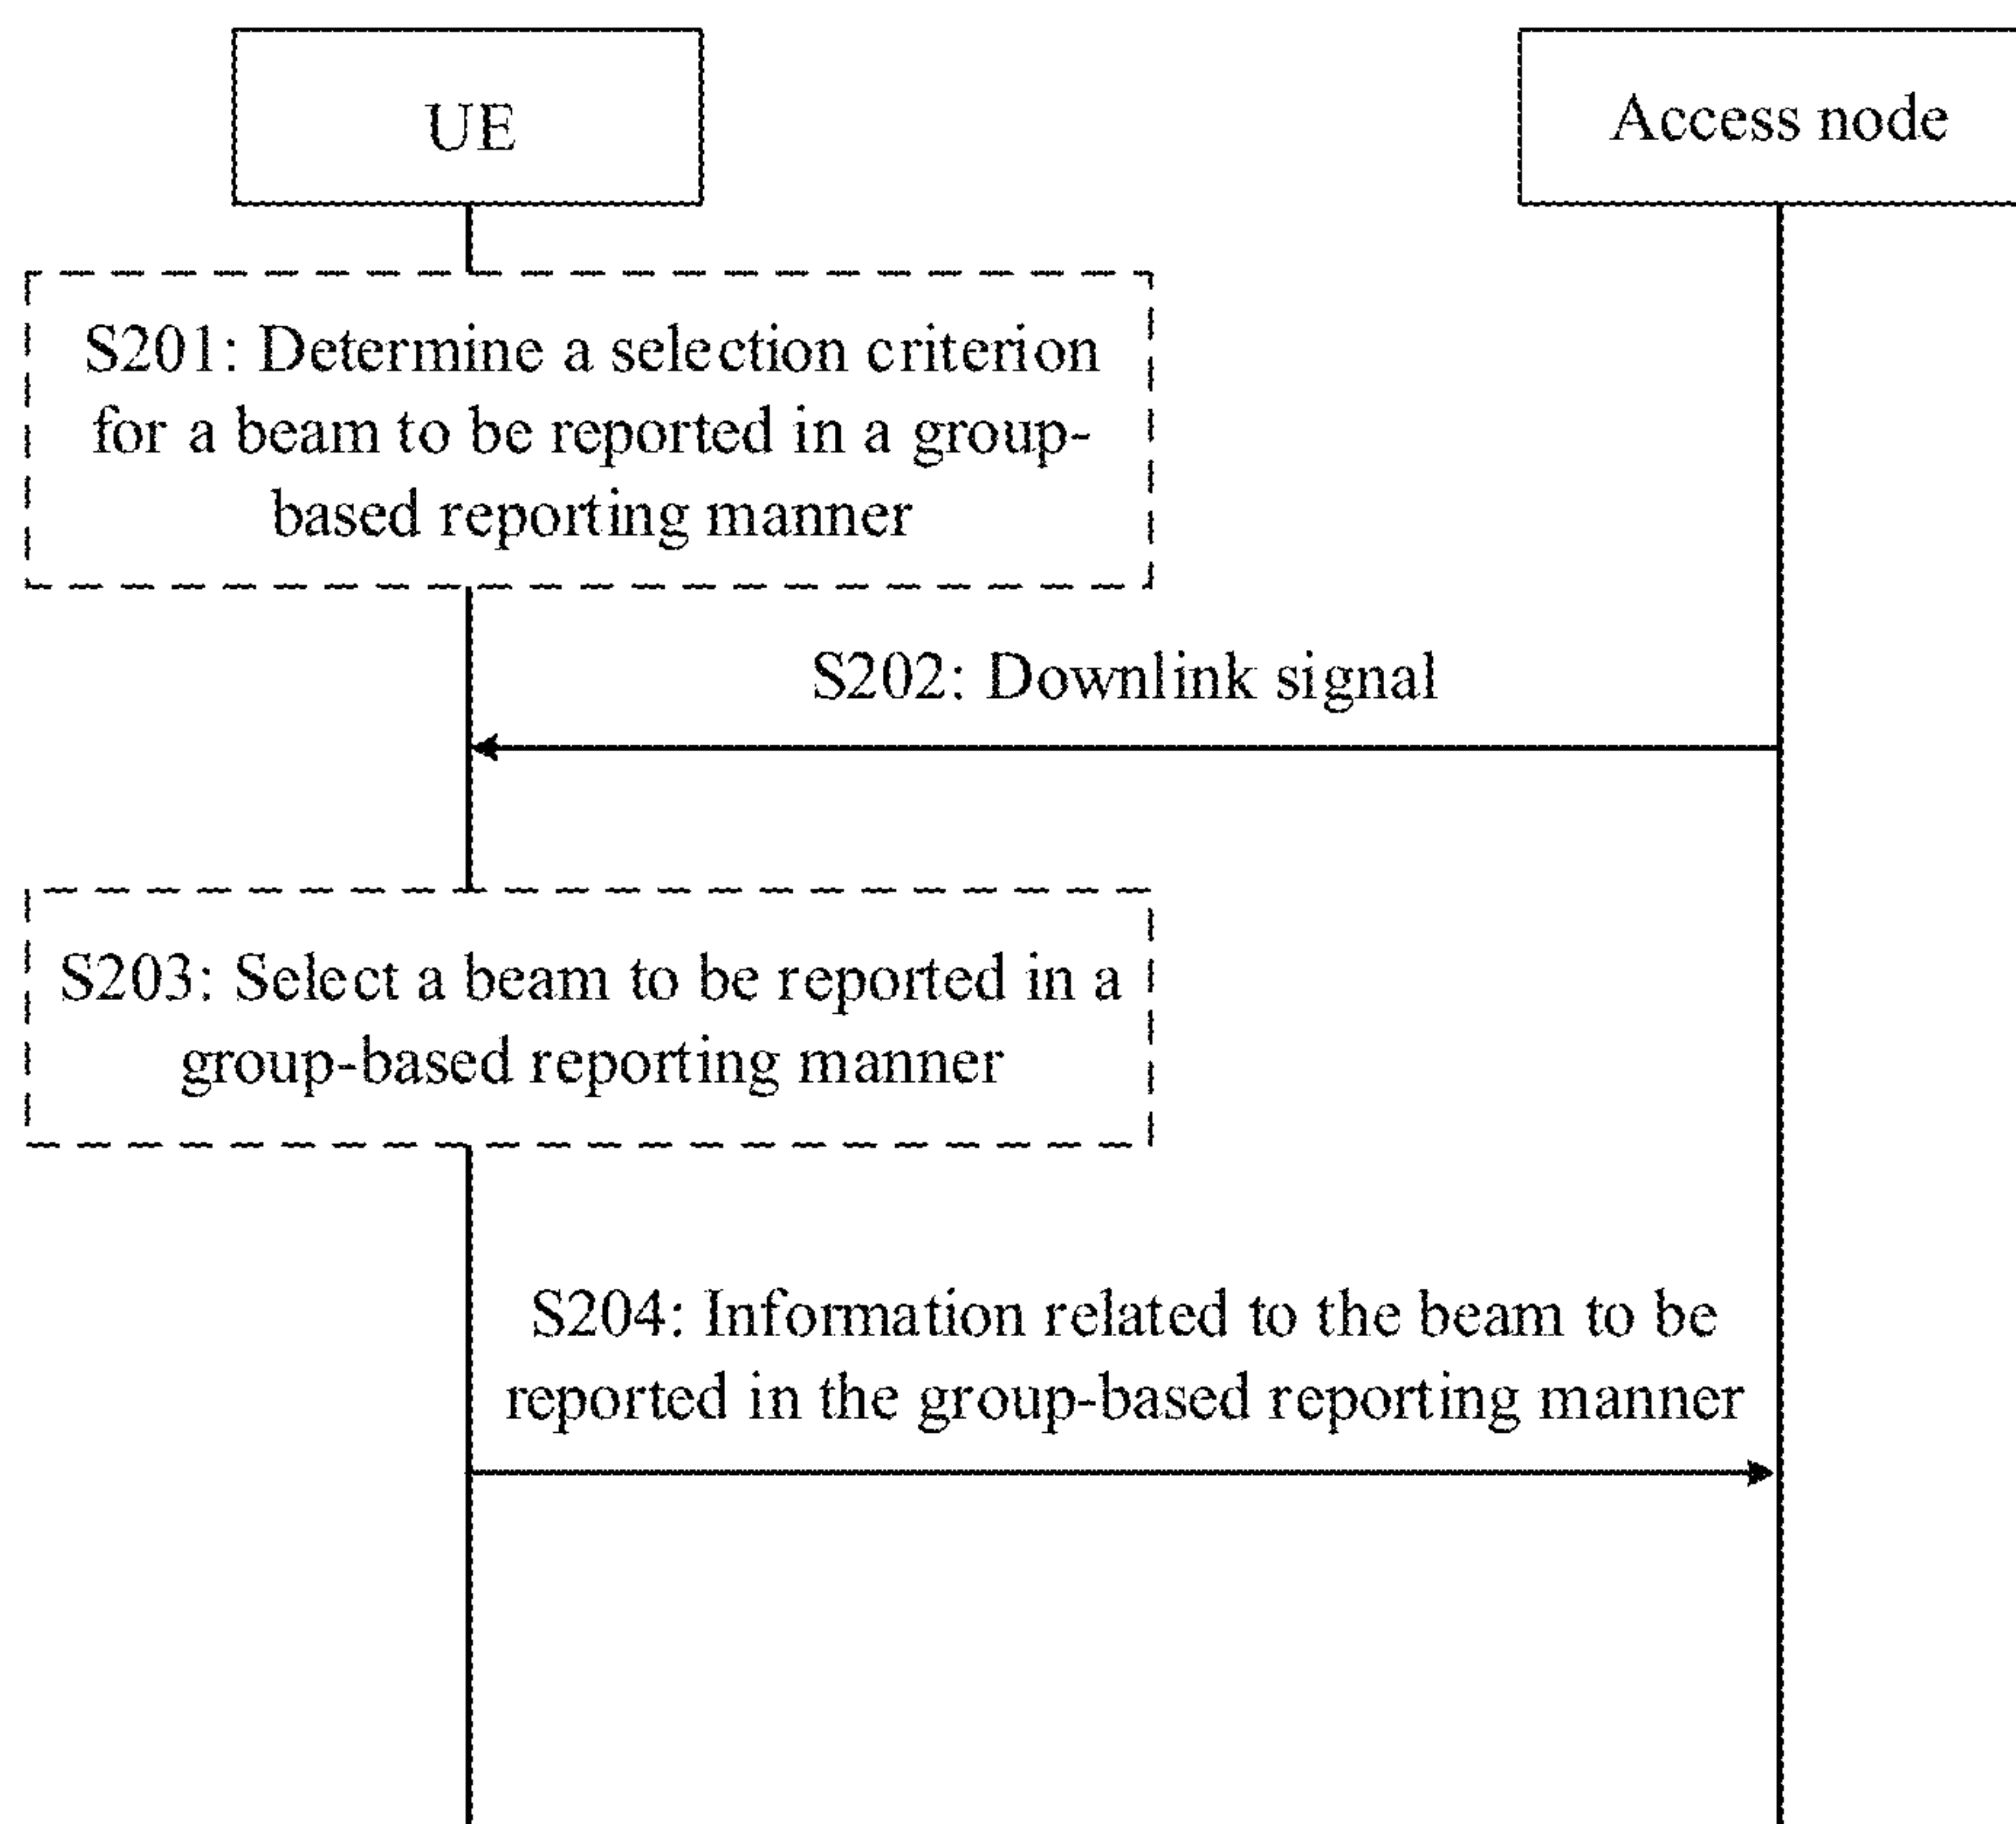 UE
Access node
S201: Determine a selection criterion
for a beam to be reported in a group-
based reporting manner
S202: Downlink signal
S203: Select a beam to be reported in a
group-based reporting manner
S204: Information related to the beam to be
reported in the group-based reporting manner